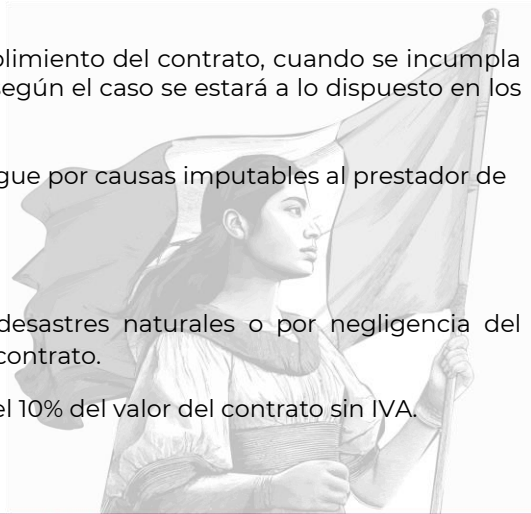 plimiento del contrato, cuando se incumpla
según el caso se estará a lo dispuesto en los
gue por causas imputables al prestador de
desastres naturales o por negligencia del
contrato.
el 10% del valor del contrato sin IVA.